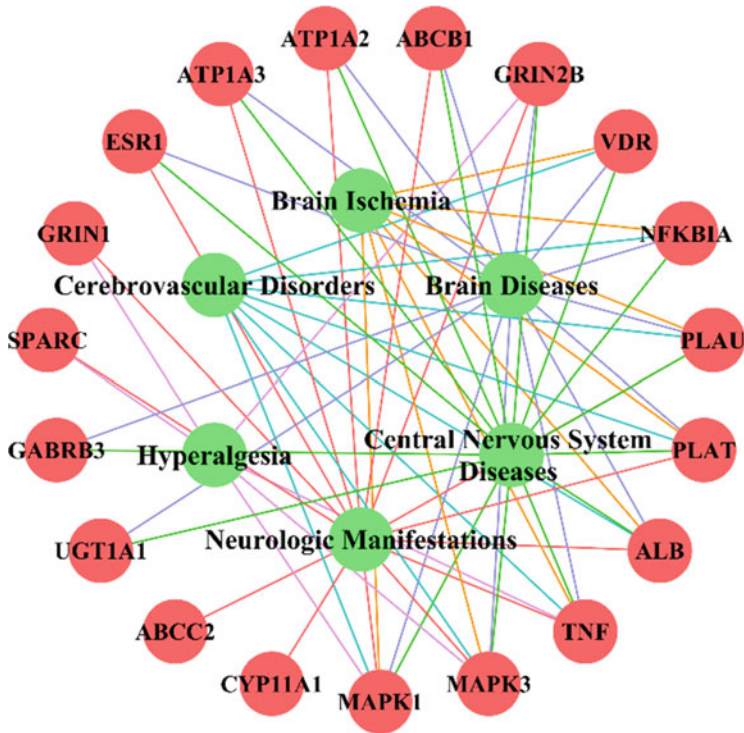 ATP1A2
ABCB1
ATP1A3
GRIN2B
ESR1
VDR
Brain Ischemia
GRIN1
NFKBIA
Cerebrovascular Disorders
Brain Diseases
SPARC
PLAU
GABRB3
Hyperalgesia
Central Nervous System
Diseases
PLAT
UGT1A1
Neurologic Manifestations
ALB
ABCC2
TNF
CYP11A1
MAPK1
MAPK3